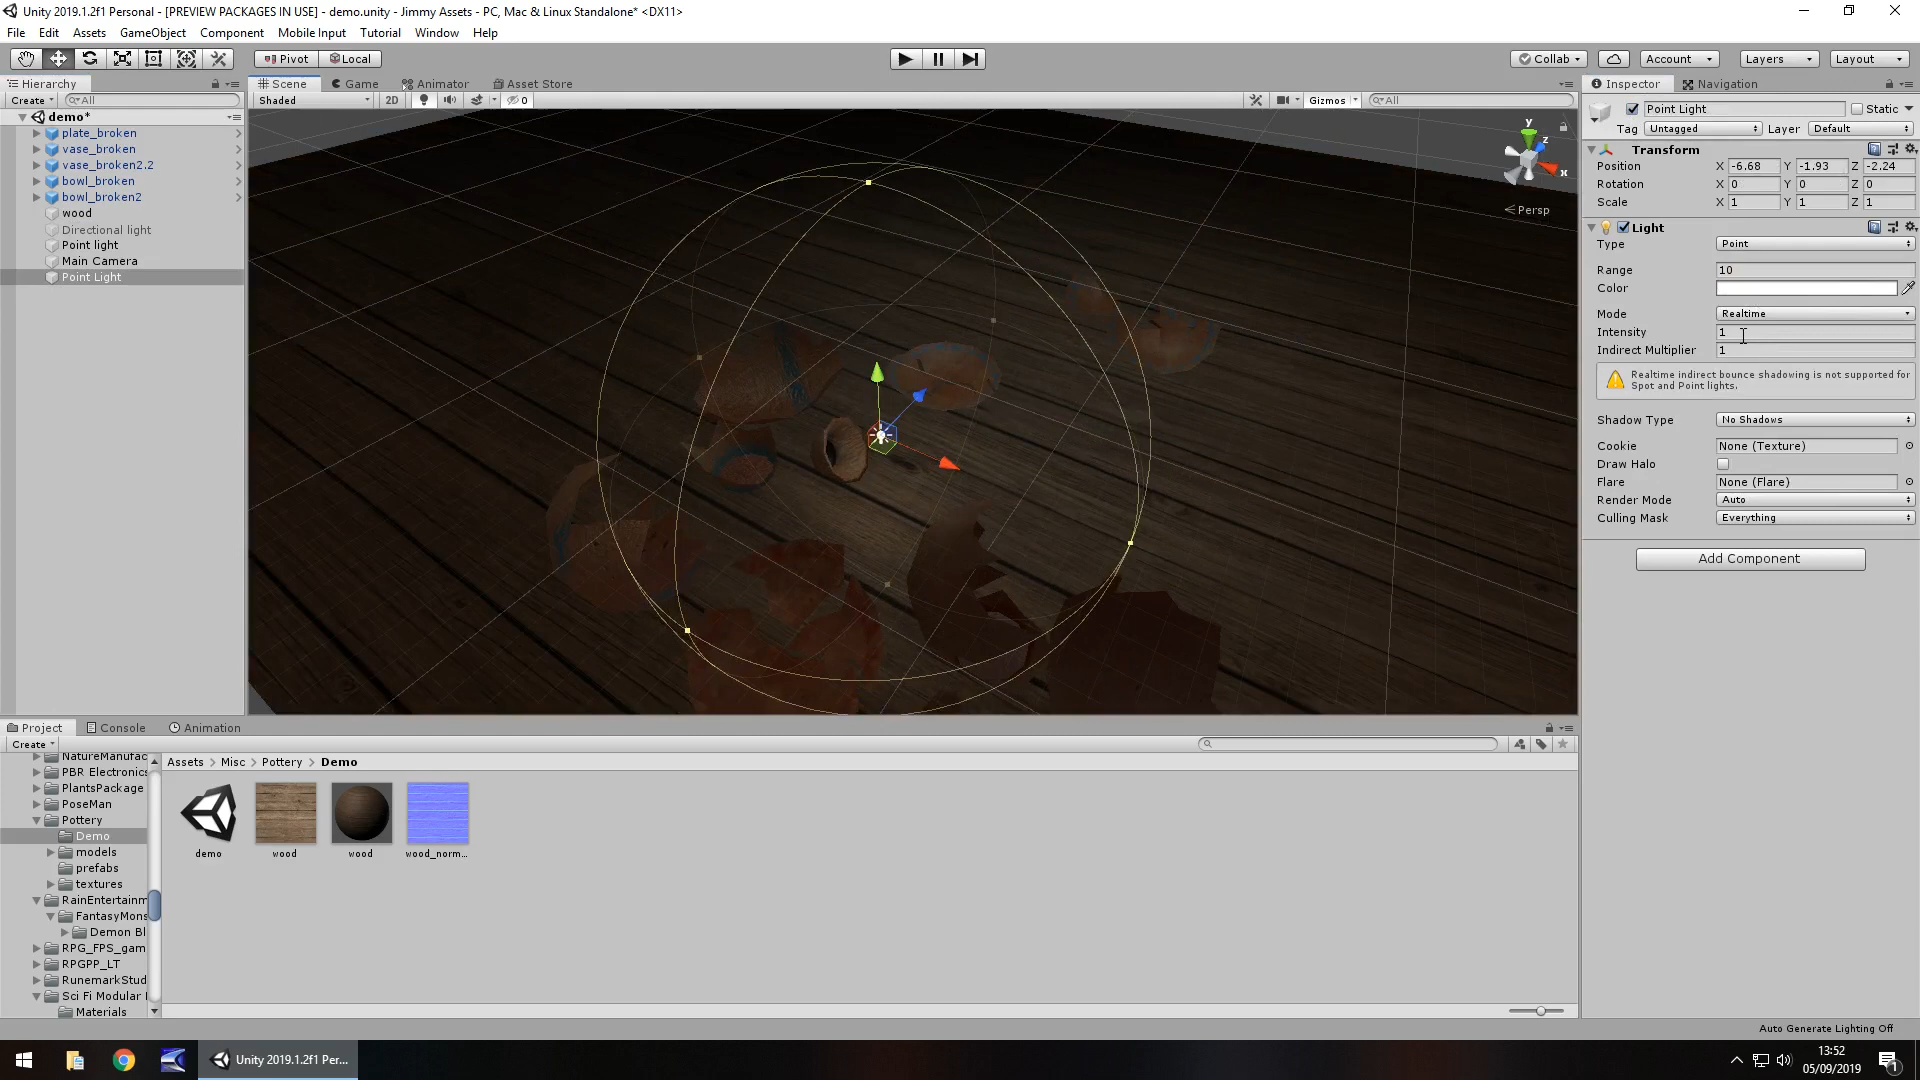 Unity 2019.1.2f1 Personal - [PREVIEW PACKAGES IN USE] - demo.unity - Jimmy Assets - PC, Mac & Linux Standalone* <DX11>
File Edit Assets GameObject Component Mobile Input Tutorial Window Help
Pivot Local Collab Account Layers Layout
Hierarchy
Create All
demo*
plate_broken
vase_broken
vase_broken2.2
bowl_broken
bowl_broken2
wood
Directional light
Point light
Main Camera
Point Light
Scene Game Animator Asset Store
Shaded 2D 0 Gizmos All
y
z
x
Persp
Inspector Navigation
Point Light Static
Tag Untagged Layer Default
Transform
Position X -6.68 Y -1.93 Z -2.24
Rotation X 0 Y 0 Z 0
Scale X 1 Y 1 Z 1
Light
Type Point
Range 10
Color
Mode Realtime
Intensity 1
Indirect Multiplier 1
Realtime indirect bounce shadowing is not supported for
Spot and Point lights.
Shadow Type No Shadows
Cookie None (Texture)
Draw Halo
Flare None (Flare)
Render Mode Auto
Culling Mask Everything
Add Component
Project Console Animation
Create
NatureManufac
PBR Electronics
PlantsPackage
PoseMan
Pottery
Demo
models
prefabs
textures
RainEntertainm
FantasyMons
Demon Bl
RPG_FPS_gam
RPGPP_LT
RunemarkStud
Sci Fi Modular
Materials
Assets > Misc > Pottery > Demo
demo wood wood wood_norm...
Auto Generate Lighting Off
Unity 2019.1.2f1 Per...
13:52
05/09/2019
1